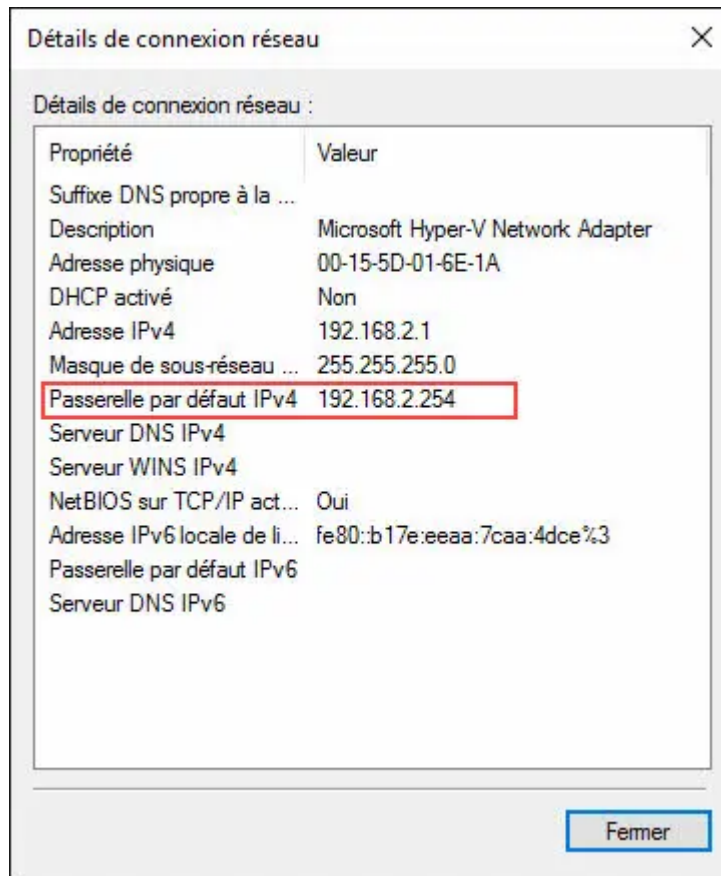 Détails de connexion réseau
Détails de connexion réseau :
Propriété Valeur
Suffixe DNS propre à la ...
Description Microsoft Hyper-V Network Adapter
Adresse physique 00-15-5D-01-6E-1A
DHCP activé Non
Adresse IPv4 192.168.2.1
Masque de sous-réseau ... 255.255.255.0
Passerelle par défaut IPv4 192.168.2.254
Serveur DNS IPv4
Serveur WINS IPv4
NetBIOS sur TCP/IP act... Oui
Adresse IPv6 locale de li... fe80::b17e:eeaa:7caa:4dce%3
Passerelle par défaut IPv6
Serveur DNS IPv6
Fermer